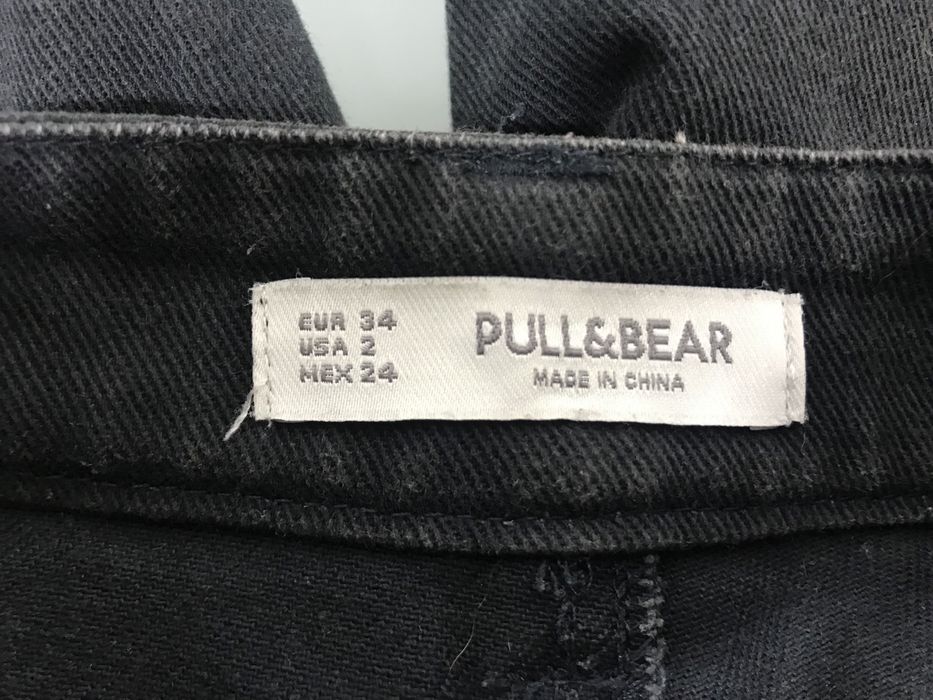 EUR 34
USA 2
MEX 24
PULL&BEAR
MADE IN CHINA